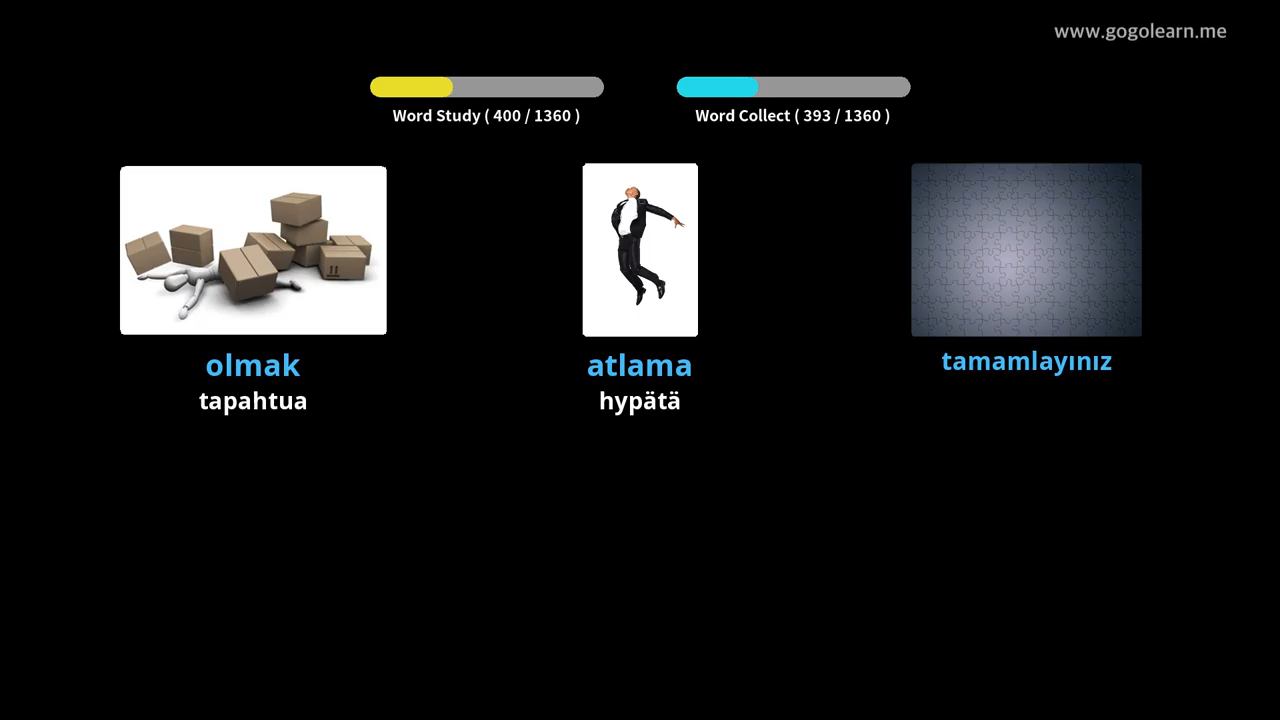 www.gogolearn.me
Word Study ( 400 / 1360 )
Word Collect ( 393 / 1360 )
olmak
tapahtua
atlama
hypätä
tamamlayınız